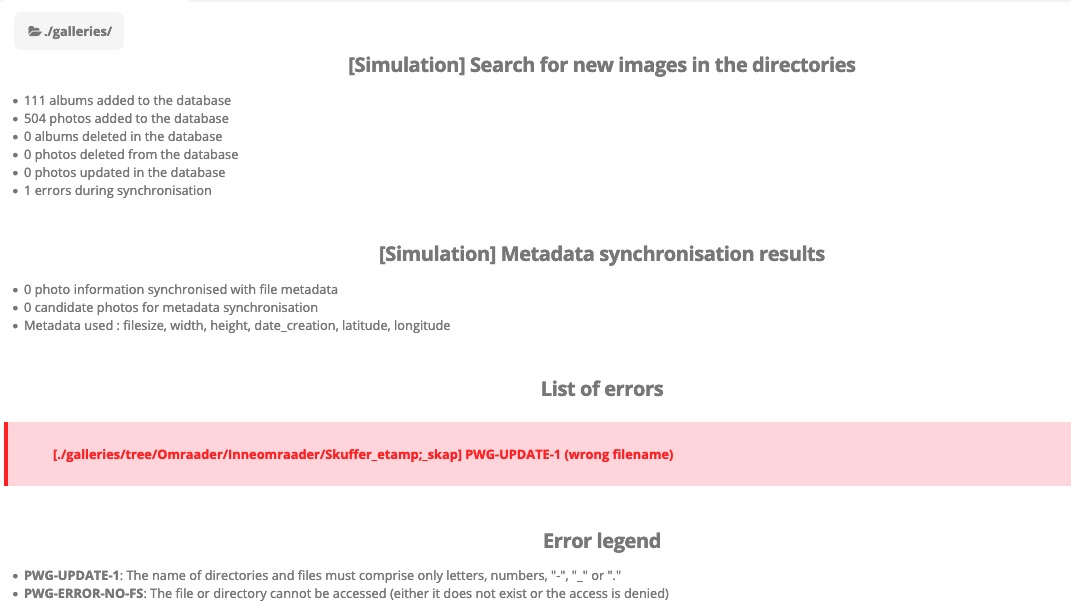 ./galleries/
[Simulation] Search for new images in the directories
• 111 albums added to the database
• 504 photos added to the database
• 0 albums deleted in the database
• 0 photos deleted from the database
• 0 photos updated in the database
• 1 errors during synchronisation
[Simulation] Metadata synchronisation results
• 0 photo information synchronised with file metadata
• 0 candidate photos for metadata synchronisation
• Metadata used : filesize, width, height, date_creation, latitude, longitude
List of errors
[./galleries/tree/Omraader/Inneomraader/Skuffer_etamp;_skap] PWG-UPDATE-1 (wrong filename)
Error legend
• PWG-UPDATE-1: The name of directories and files must comprise only letters, numbers, "-", "_" or "."
• PWG-ERROR-NO-FS: The file or directory cannot be accessed (either it does not exist or the access is denied)